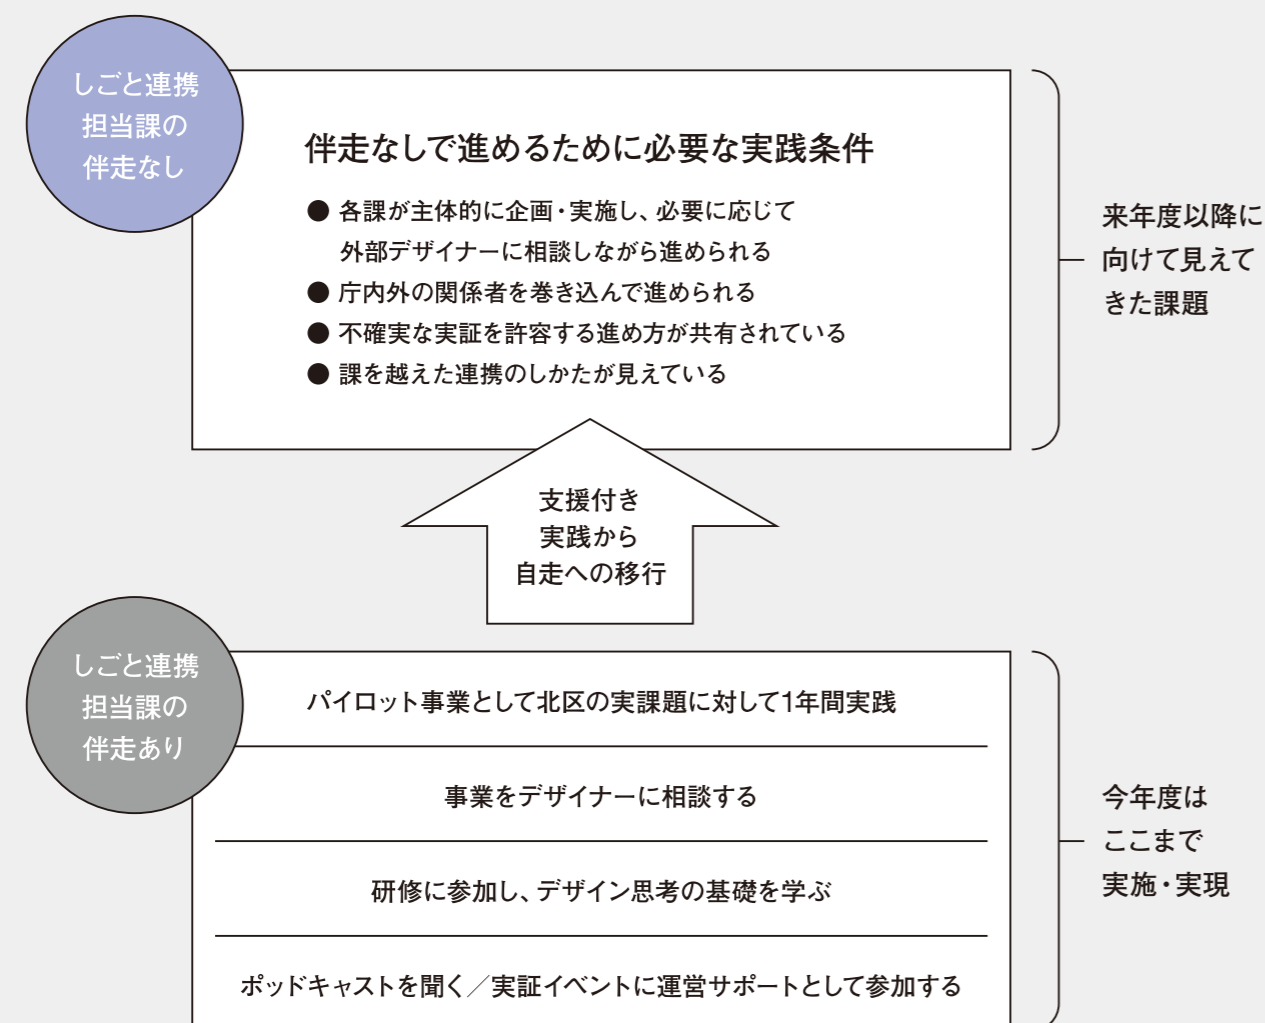 しごと連携
担当課の
伴走なし
伴走なしで進めるために必要な実践条件
● 各課が主体的に企画・実施し、必要に応じて
外部デザイナーに相談しながら進められる
● 庁内外の関係者を巻き込んで進められる
● 不確実な実証を許容する進め方が共有されている
● 課を越えた連携のしかたが見えている
来年度以降に
向けて見えて
きた課題
支援付き
実践から
自走への移行
しごと連携
担当課の
伴走あり
パイロット事業として北区の実課題に対して1年間実践
事業をデザイナーに相談する
研修に参加し、デザイン思考の基礎を学ぶ
ポッドキャストを聞く／実証イベントに運営サポートとして参加する
今年度は
ここまで
実施・実現